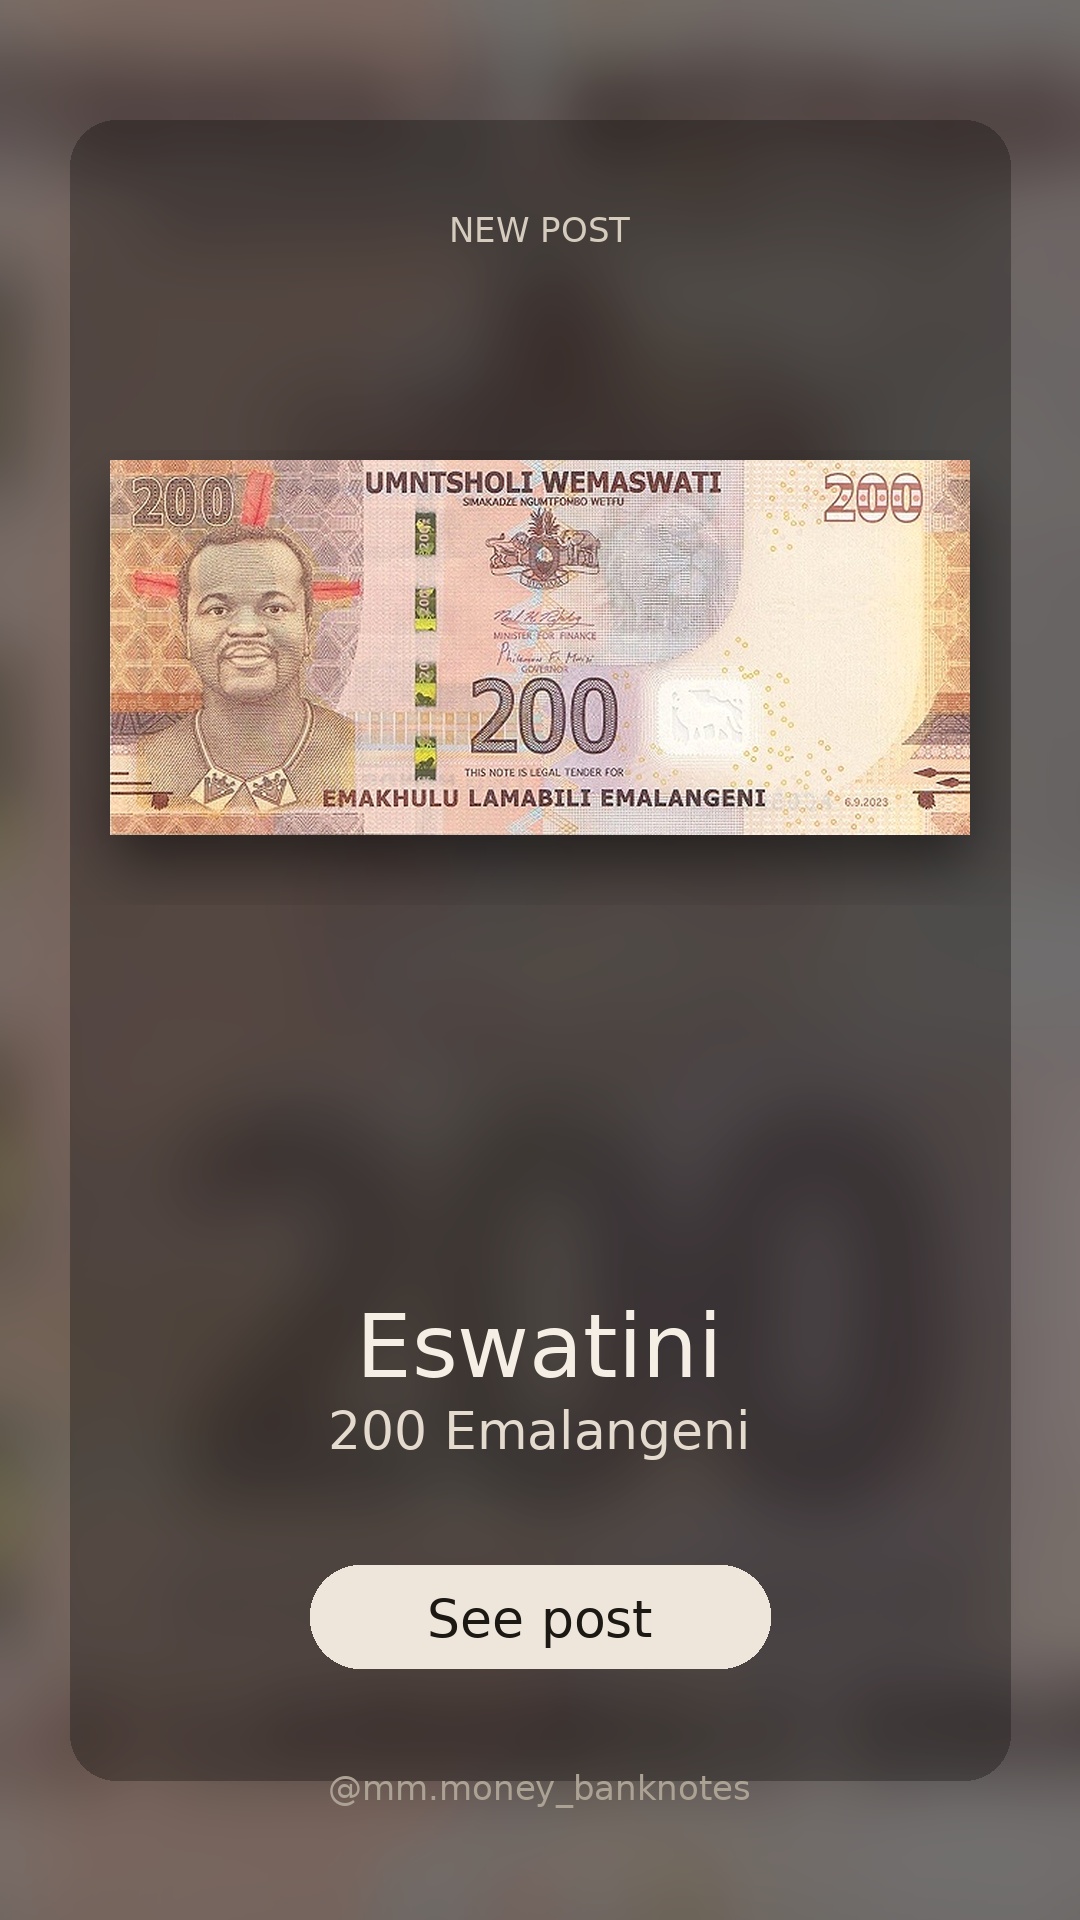 NEW POST
200
UMNTSHOLI WEMASWATI
200
SIMAKADZE NGUMTFOMBO WETFU
MINISTER FOR FINANCE
GOVERNOR
200
THIS NOTE IS LEGAL TENDER FOR
EMAKHULU LAMABILI EMALANGENI
6.9.2023
Eswatini
200 Emalangeni
See post
@mm.money_banknotes